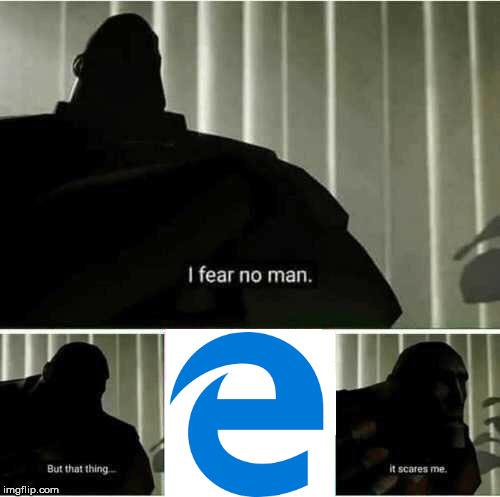 I fear no man.
But that thing...
it scares me.
imgflip.com